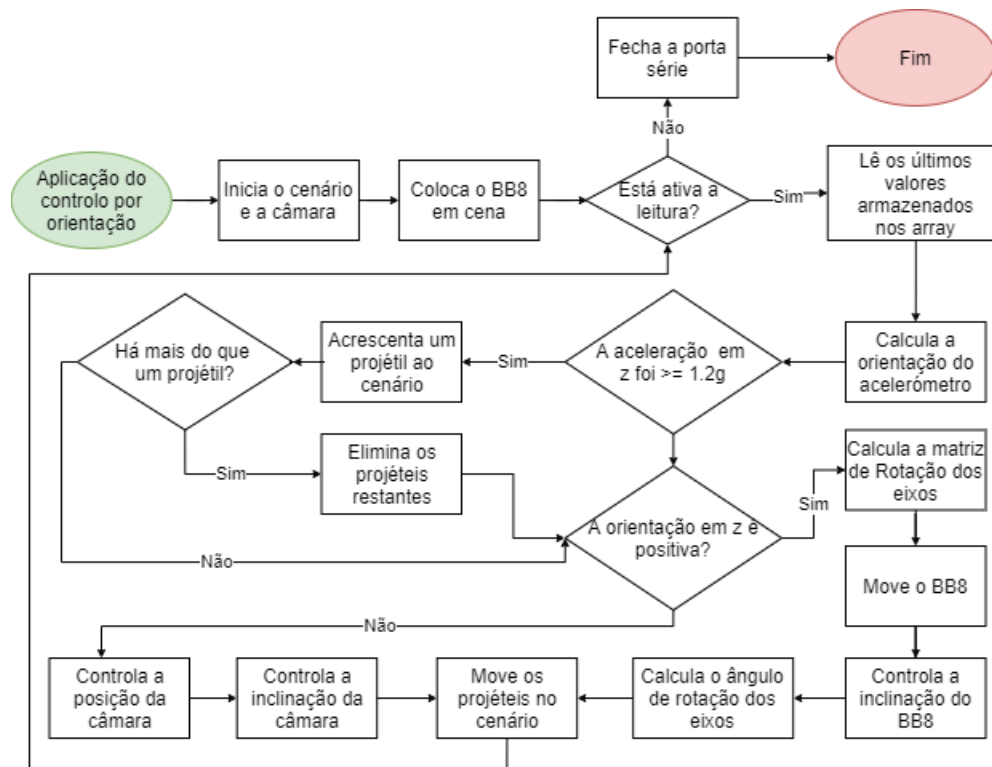 Fecha a porta
série
Fim
Não
Aplicação do
controlo por
orientação
Inicia o cenário
e a câmara
Coloca o BB8
em cena
Está ativa a
leitura?
Sim
Lê os últimos
valores
armazenados
nos array
Há mais do que
um projétil?
Acrescenta um
projétil ao
cenário
Sim
A aceleração em
z foi >= 1.2g
Calcula a
orientação do
acelerómetro
Sim
Elimina os
projéteis
restantes
A orientação em z é
positiva?
Sim
Calcula a matriz
de Rotação dos
eixos
Não
Move o BB8
Não
Controla a
posição da
câmara
Controla a
inclinação da
câmara
Move os
projéteis no
cenário
Calcula o ângulo
de rotação dos
eixos
Controla a
inclinação do
BB8